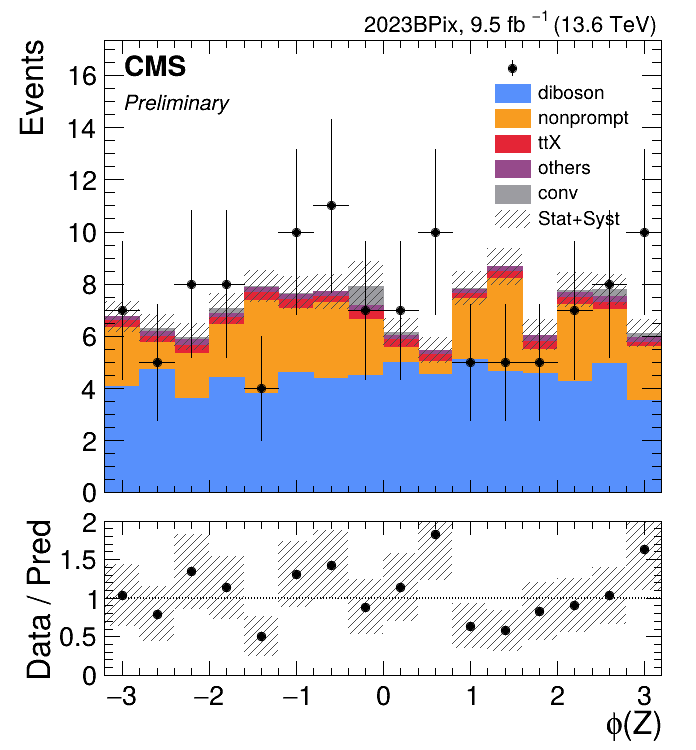 2023BPix, 9.5 fb⁻¹ (13.6 TeV)
Events
CMS
Preliminary
diboson
nonprompt
ttX
others
conv
Stat+Syst
16
14
12
10
8
6
4
2
0
Data / Pred
2
1.5
1
0.5
0
−3 −2 −1 0 1 2 3
ϕ(Z)